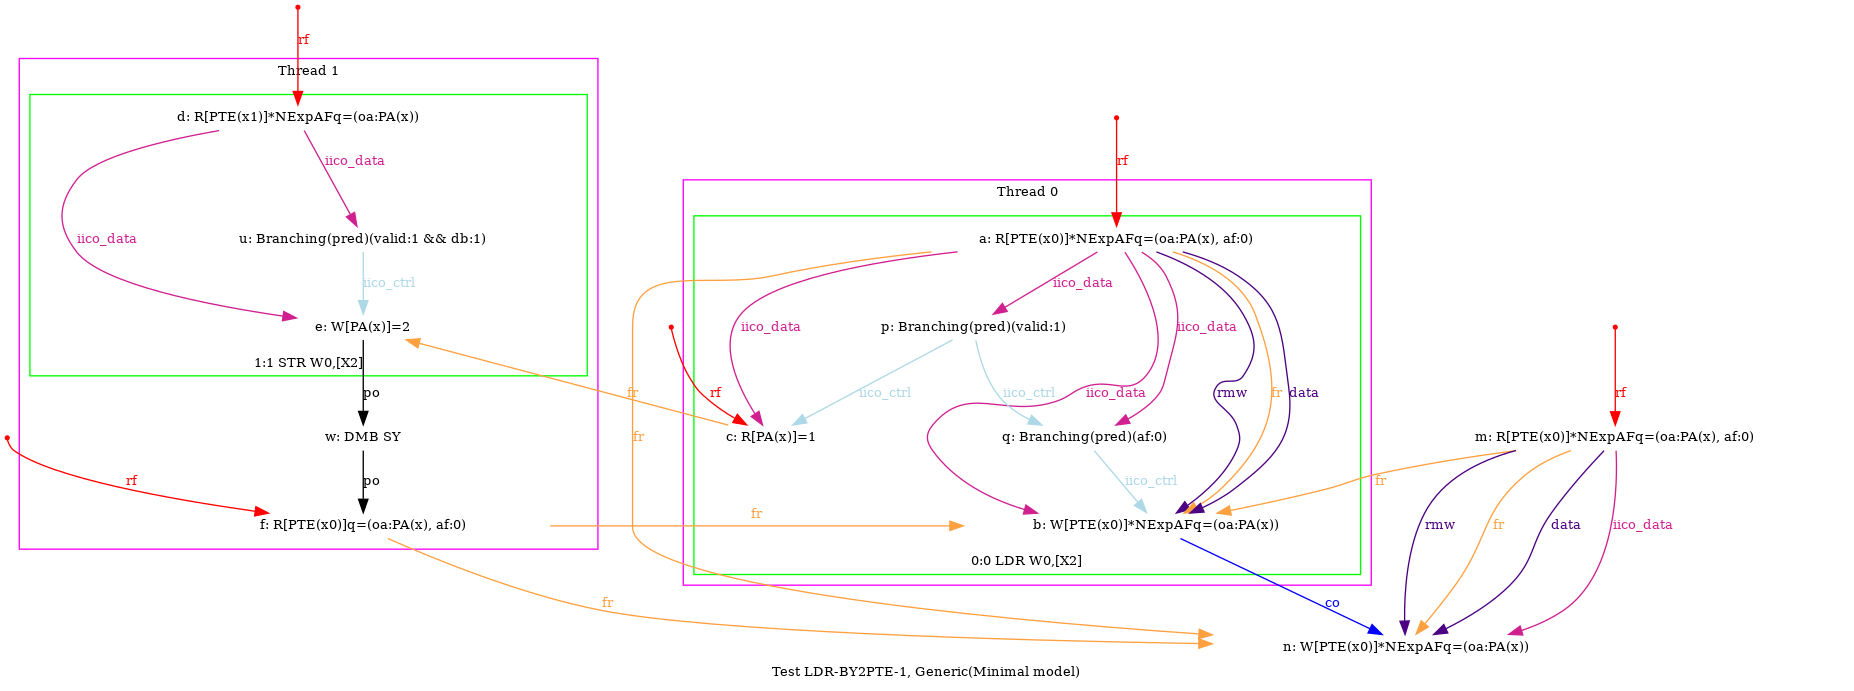 rf
Thread 1
d: R[PTE(x1)]*NExpAFq=(oa:PA(x))
iico_data
rf
Thread 0
iico_data
u: Branching(pred)(valid:1 && db:1)
a: R[PTE(x0)]*NExpAFq=(oa:PA(x), af:0)
iico_ctrl
iico_data
e: W[PA(x)]=2
iico_data
p: Branching(pred)(valid:1)
iico_data
1:1 STR W0,[X2]
po
fr
rf
iico_ctrl
iico_ctrl
iico_data
rmw
fr
data
rf
w: DMB SY
fr
c: R[PA(x)]=1
q: Branching(pred)(af:0)
m: R[PTE(x0)]*NExpAFq=(oa:PA(x), af:0)
rf
po
iico_ctrl
fr
f: R[PTE(x0)]q=(oa:PA(x), af:0)
fr
b: W[PTE(x0)]*NExpAFq=(oa:PA(x))
rmw
fr
data
iico_data
0:0 LDR W0,[X2]
fr
co
n: W[PTE(x0)]*NExpAFq=(oa:PA(x))
Test LDR-BY2PTE-1, Generic(Minimal model)